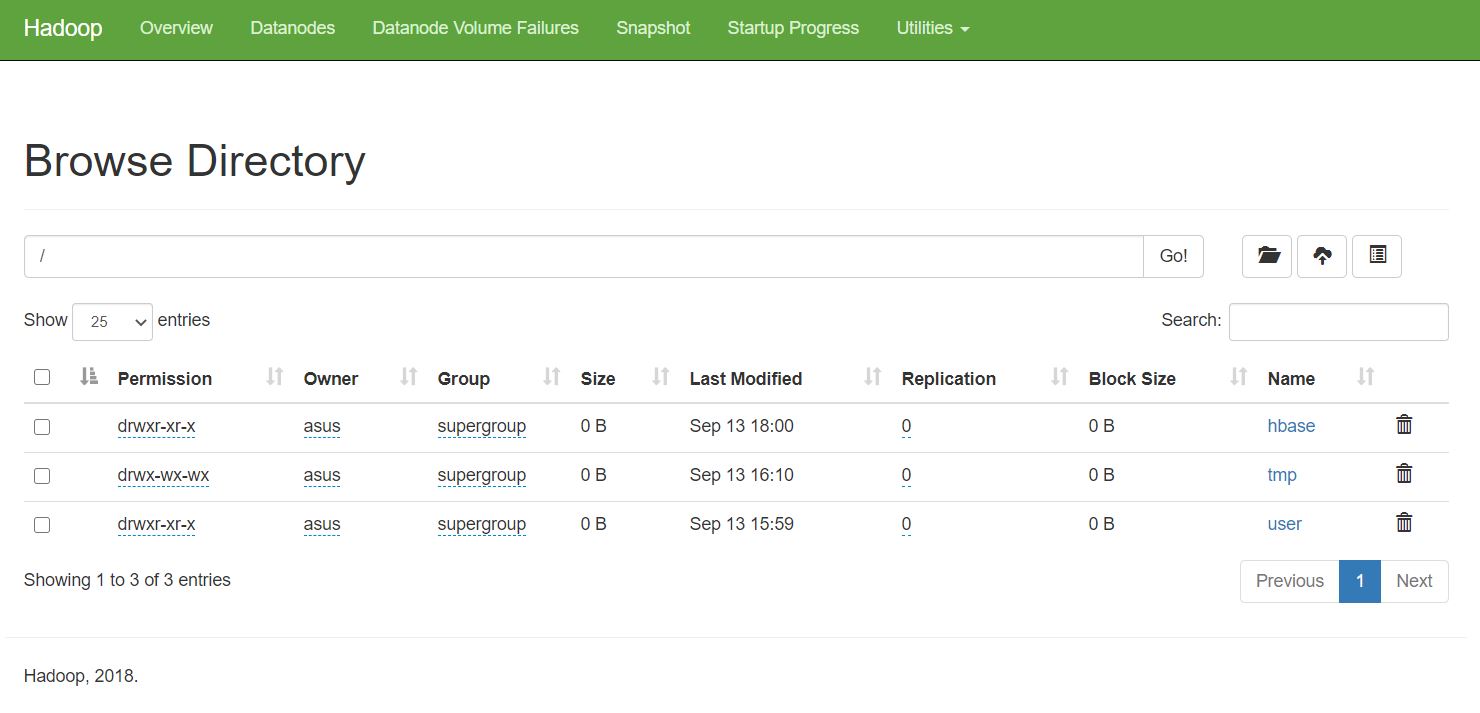 Hadoop Overview Datanodes Datanode Volume Failures Snapshot Startup Progress Utilities
Browse Directory
/ Go!
Show 25 entries Search:
Permission Owner Group Size Last Modified Replication Block Size Name
drwxr-xr-x asus supergroup 0 B Sep 13 18:00 0 0 B hbase
drwx-wx-wx asus supergroup 0 B Sep 13 16:10 0 0 B tmp
drwxr-xr-x asus supergroup 0 B Sep 13 15:59 0 0 B user
Showing 1 to 3 of 3 entries Previous 1 Next
Hadoop, 2018.